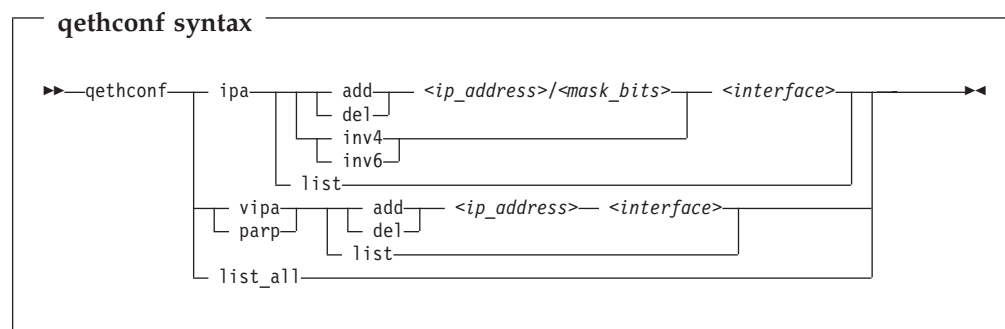 qethconf syntax
qethconf ipa add <ip_address>/<mask_bits> <interface>
del
inv4
inv6
list
vipa add <ip_address> <interface>
parp del
list
list_all